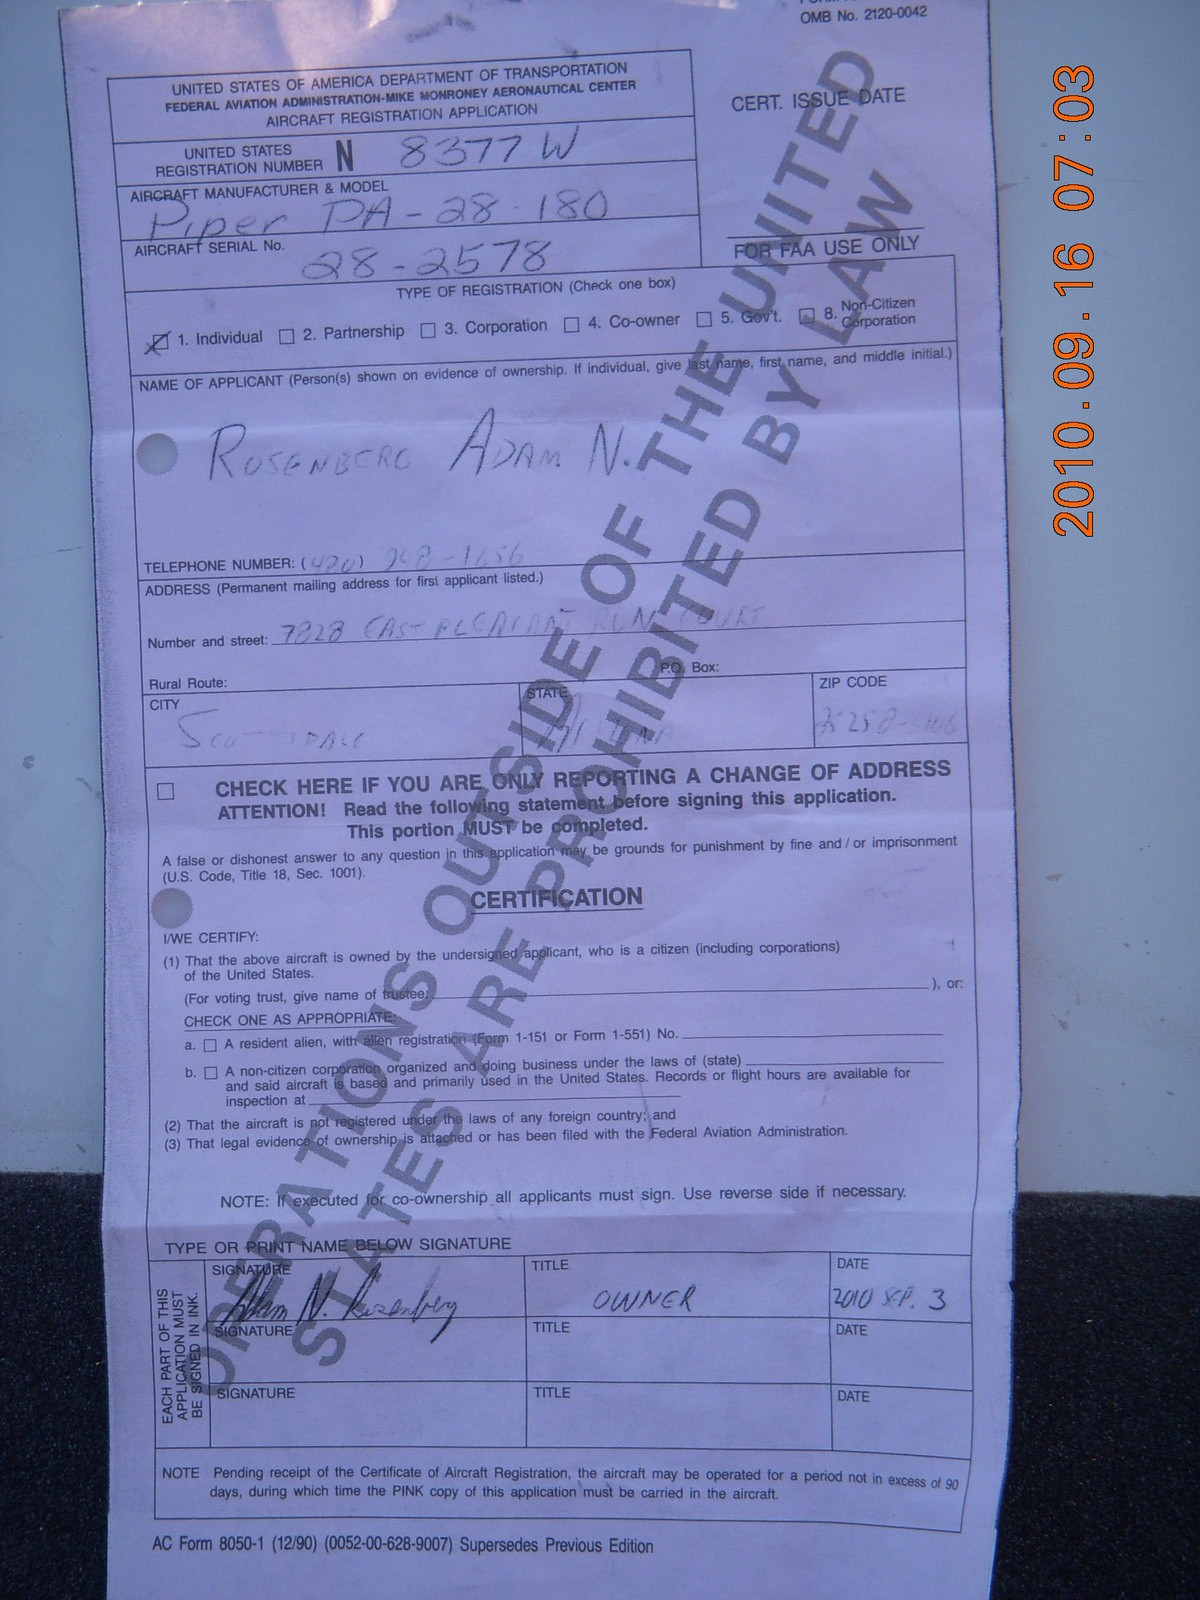 OMB No. 2120-0042
UNITED STATES OF AMERICA DEPARTMENT OF TRANSPORTATION
FEDERAL AVIATION ADMINISTRATION-MIKE MONRONEY AERONAUTICAL CENTER
AIRCRAFT REGISTRATION APPLICATION
CERT. ISSUE DATE
UNITED STATES
REGISTRATION NUMBER N 8377W
AIRCRAFT MANUFACTURER & MODEL
Piper PA-28-180
AIRCRAFT SERIAL No.
28-2578
FOR FAA USE ONLY
TYPE OF REGISTRATION (Check one box)
1. Individual 2. Partnership 3. Corporation 4. Co-owner 5. Gov't. 8. Non-Citizen Corporation
NAME OF APPLICANT (Person(s) shown on evidence of ownership. If individual, give last name, first name, and middle initial.)
ROSENBERG ADAM N.
TELEPHONE NUMBER: (480)
ADDRESS (Permanent mailing address for first applicant listed.)
Number and street: 7828 EAST PLEASANT RUN COURT
Rural Route: P.O. Box:
CITY STATE ZIP CODE
SCOTTSDALE
CHECK HERE IF YOU ARE ONLY REPORTING A CHANGE OF ADDRESS
ATTENTION! Read the following statement before signing this application.
This portion MUST be completed.
A false or dishonest answer to any question in this application may be grounds for punishment by fine and / or imprisonment
(U.S. Code, Title 18, Sec. 1001).
CERTIFICATION
I/WE CERTIFY:
(1) That the above aircraft is owned by the undersigned applicant, who is a citizen (including corporations)
of the United States.
(For voting trust, give name of trustee: ), or:
CHECK ONE AS APPROPRIATE:
a. A resident alien, with alien registration (Form 1-151 or Form 1-551) No.
b. A non-citizen corporation organized and doing business under the laws of (state)
and said aircraft is based and primarily used in the United States. Records or flight hours are available for
inspection at
(2) That the aircraft is not registered under the laws of any foreign country; and
(3) That legal evidence of ownership is attached or has been filed with the Federal Aviation Administration.
NOTE: If executed for co-ownership all applicants must sign. Use reverse side if necessary.
TYPE OR PRINT NAME BELOW SIGNATURE
EACH PART OF THIS
APPLICATION MUST
BE SIGNED IN INK.
SIGNATURE TITLE DATE
Adam N. Rosenberg OWNER 2010 SEP. 3
SIGNATURE TITLE DATE
SIGNATURE TITLE DATE
NOTE Pending receipt of the Certificate of Aircraft Registration, the aircraft may be operated for a period not in excess of 90
days, during which time the PINK copy of this application must be carried in the aircraft.
AC Form 8050-1 (12/90) (0052-00-628-9007) Supersedes Previous Edition
OPERATIONS OUTSIDE OF THE UNITED
STATES ARE PROHIBITED BY LAW
2010.09.16 07:03